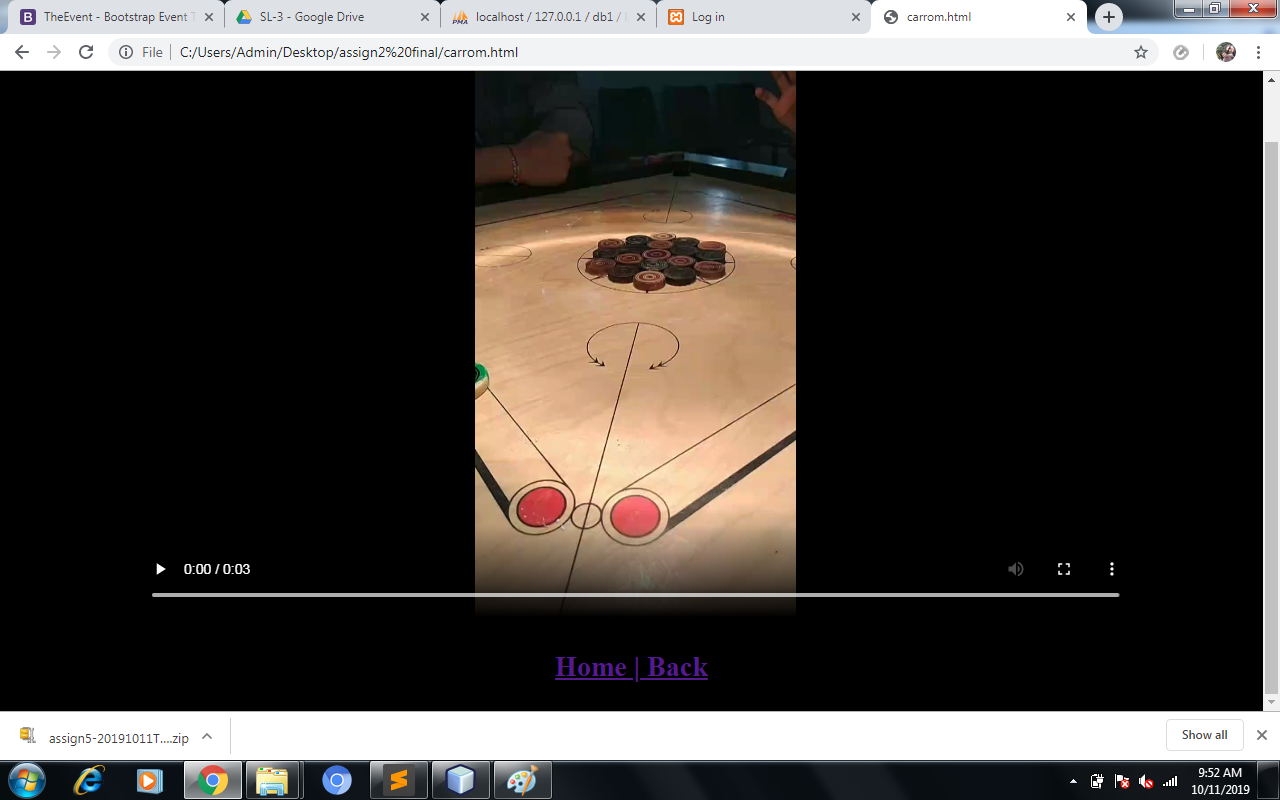 TheEvent - Bootstrap Event T
SL-3 - Google Drive
PMA
localhost / 127.0.0.1 / db1 /
Log in
carrom.html
File
C:/Users/Admin/Desktop/assign2%20final/carrom.html
0:00 / 0:03
Home | Back
assign5-20191011T....zip
Show all
9:52 AM
10/11/2019